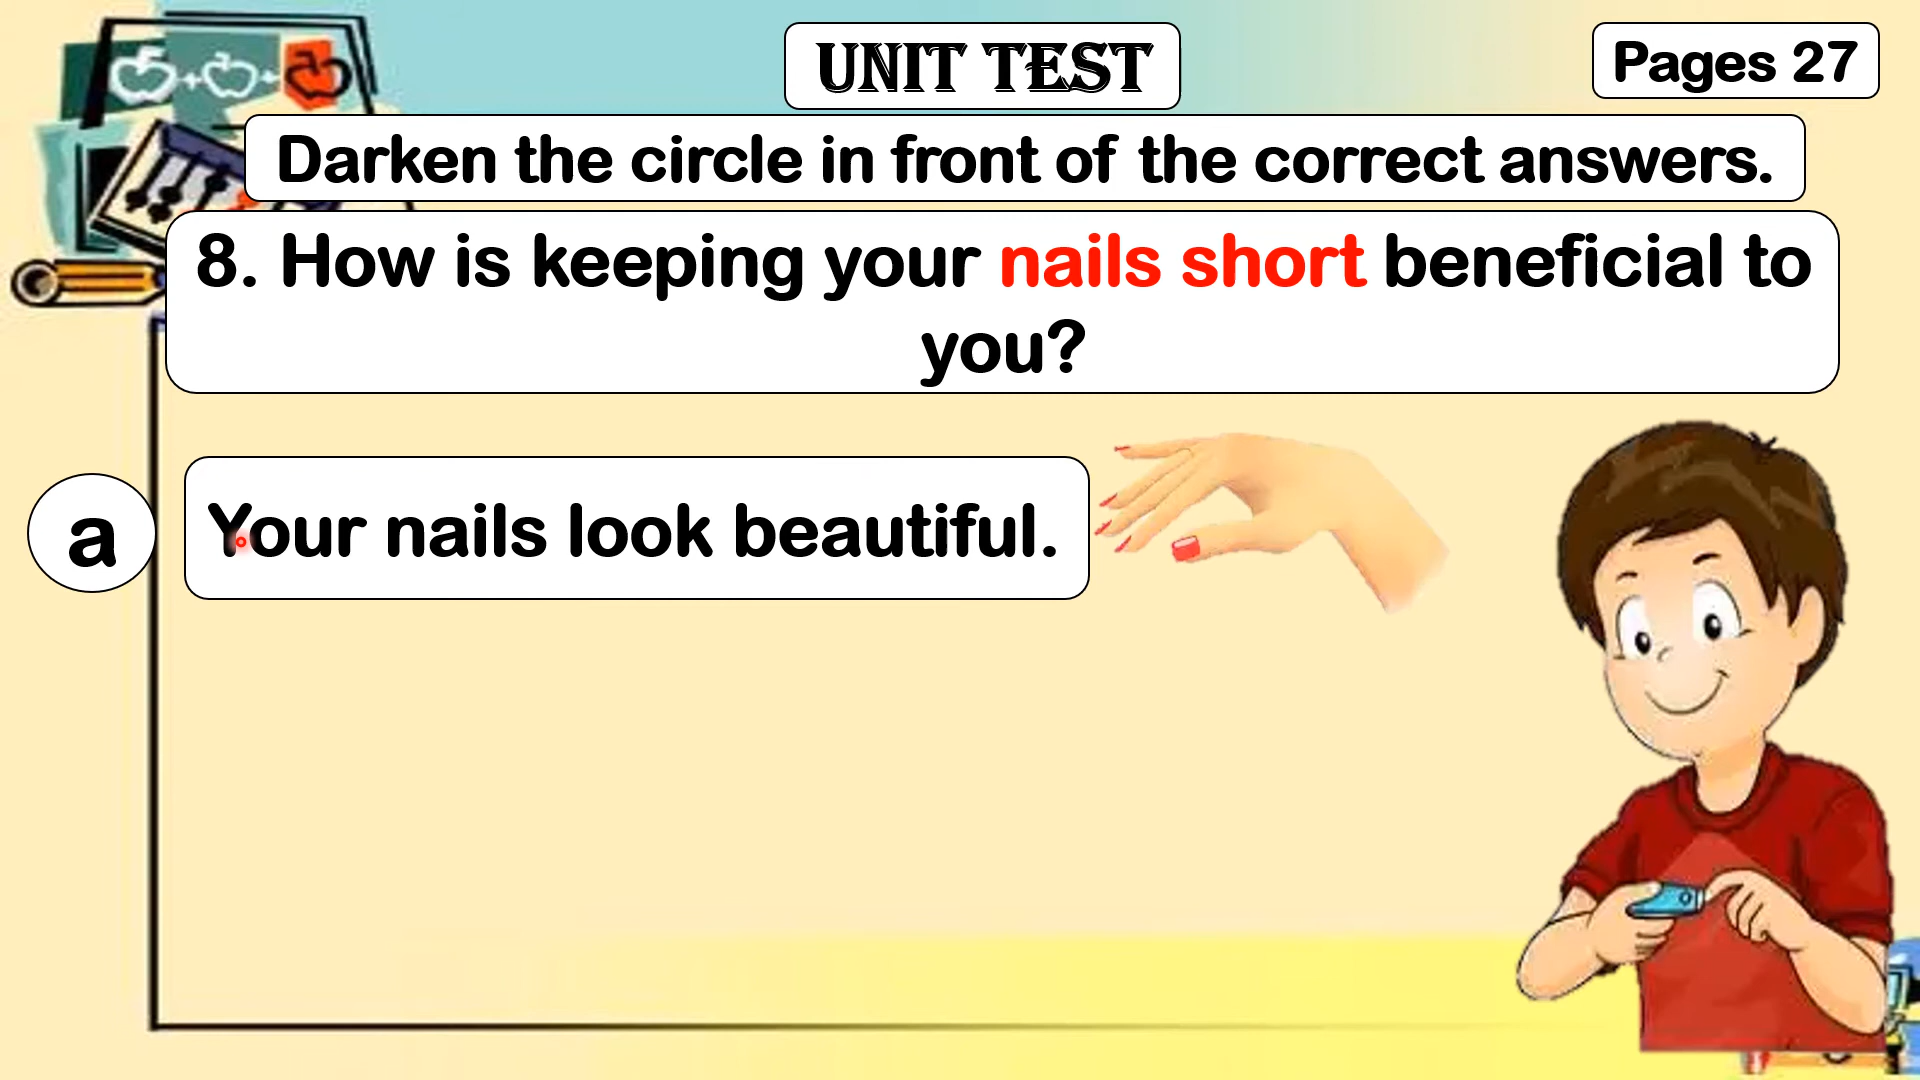 UNIT TEST
Pages 27
Darken the circle in front of the correct answers.
8. How is keeping your nails short beneficial to
you?
a
Your nails look beautiful.